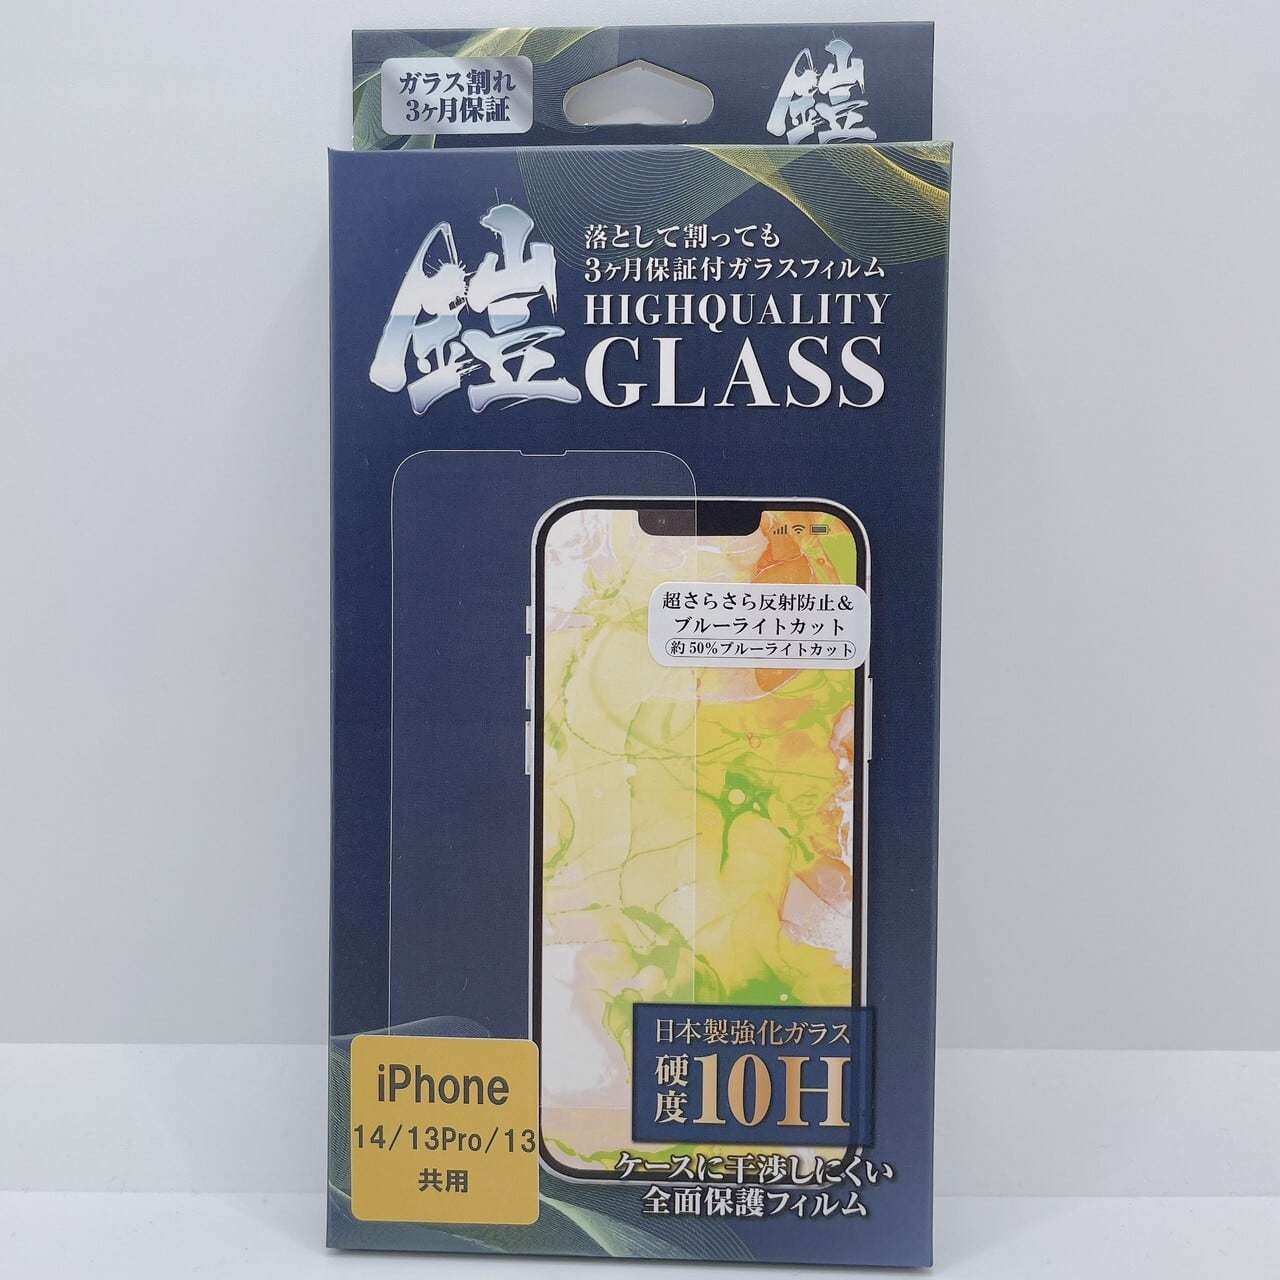 ガラス割れ
3ヶ月保証
鎧
鎧
落として割っても
3ヶ月保証付ガラスフィルム
HIGHQUALITY
GLASS
超さらさら反射防止&
ブルーライトカット
約50%ブルーライトカット
日本製強化ガラス
硬度10H
iPhone
14/13Pro/13
共用
ケースに干渉しにくい
全面保護フィルム